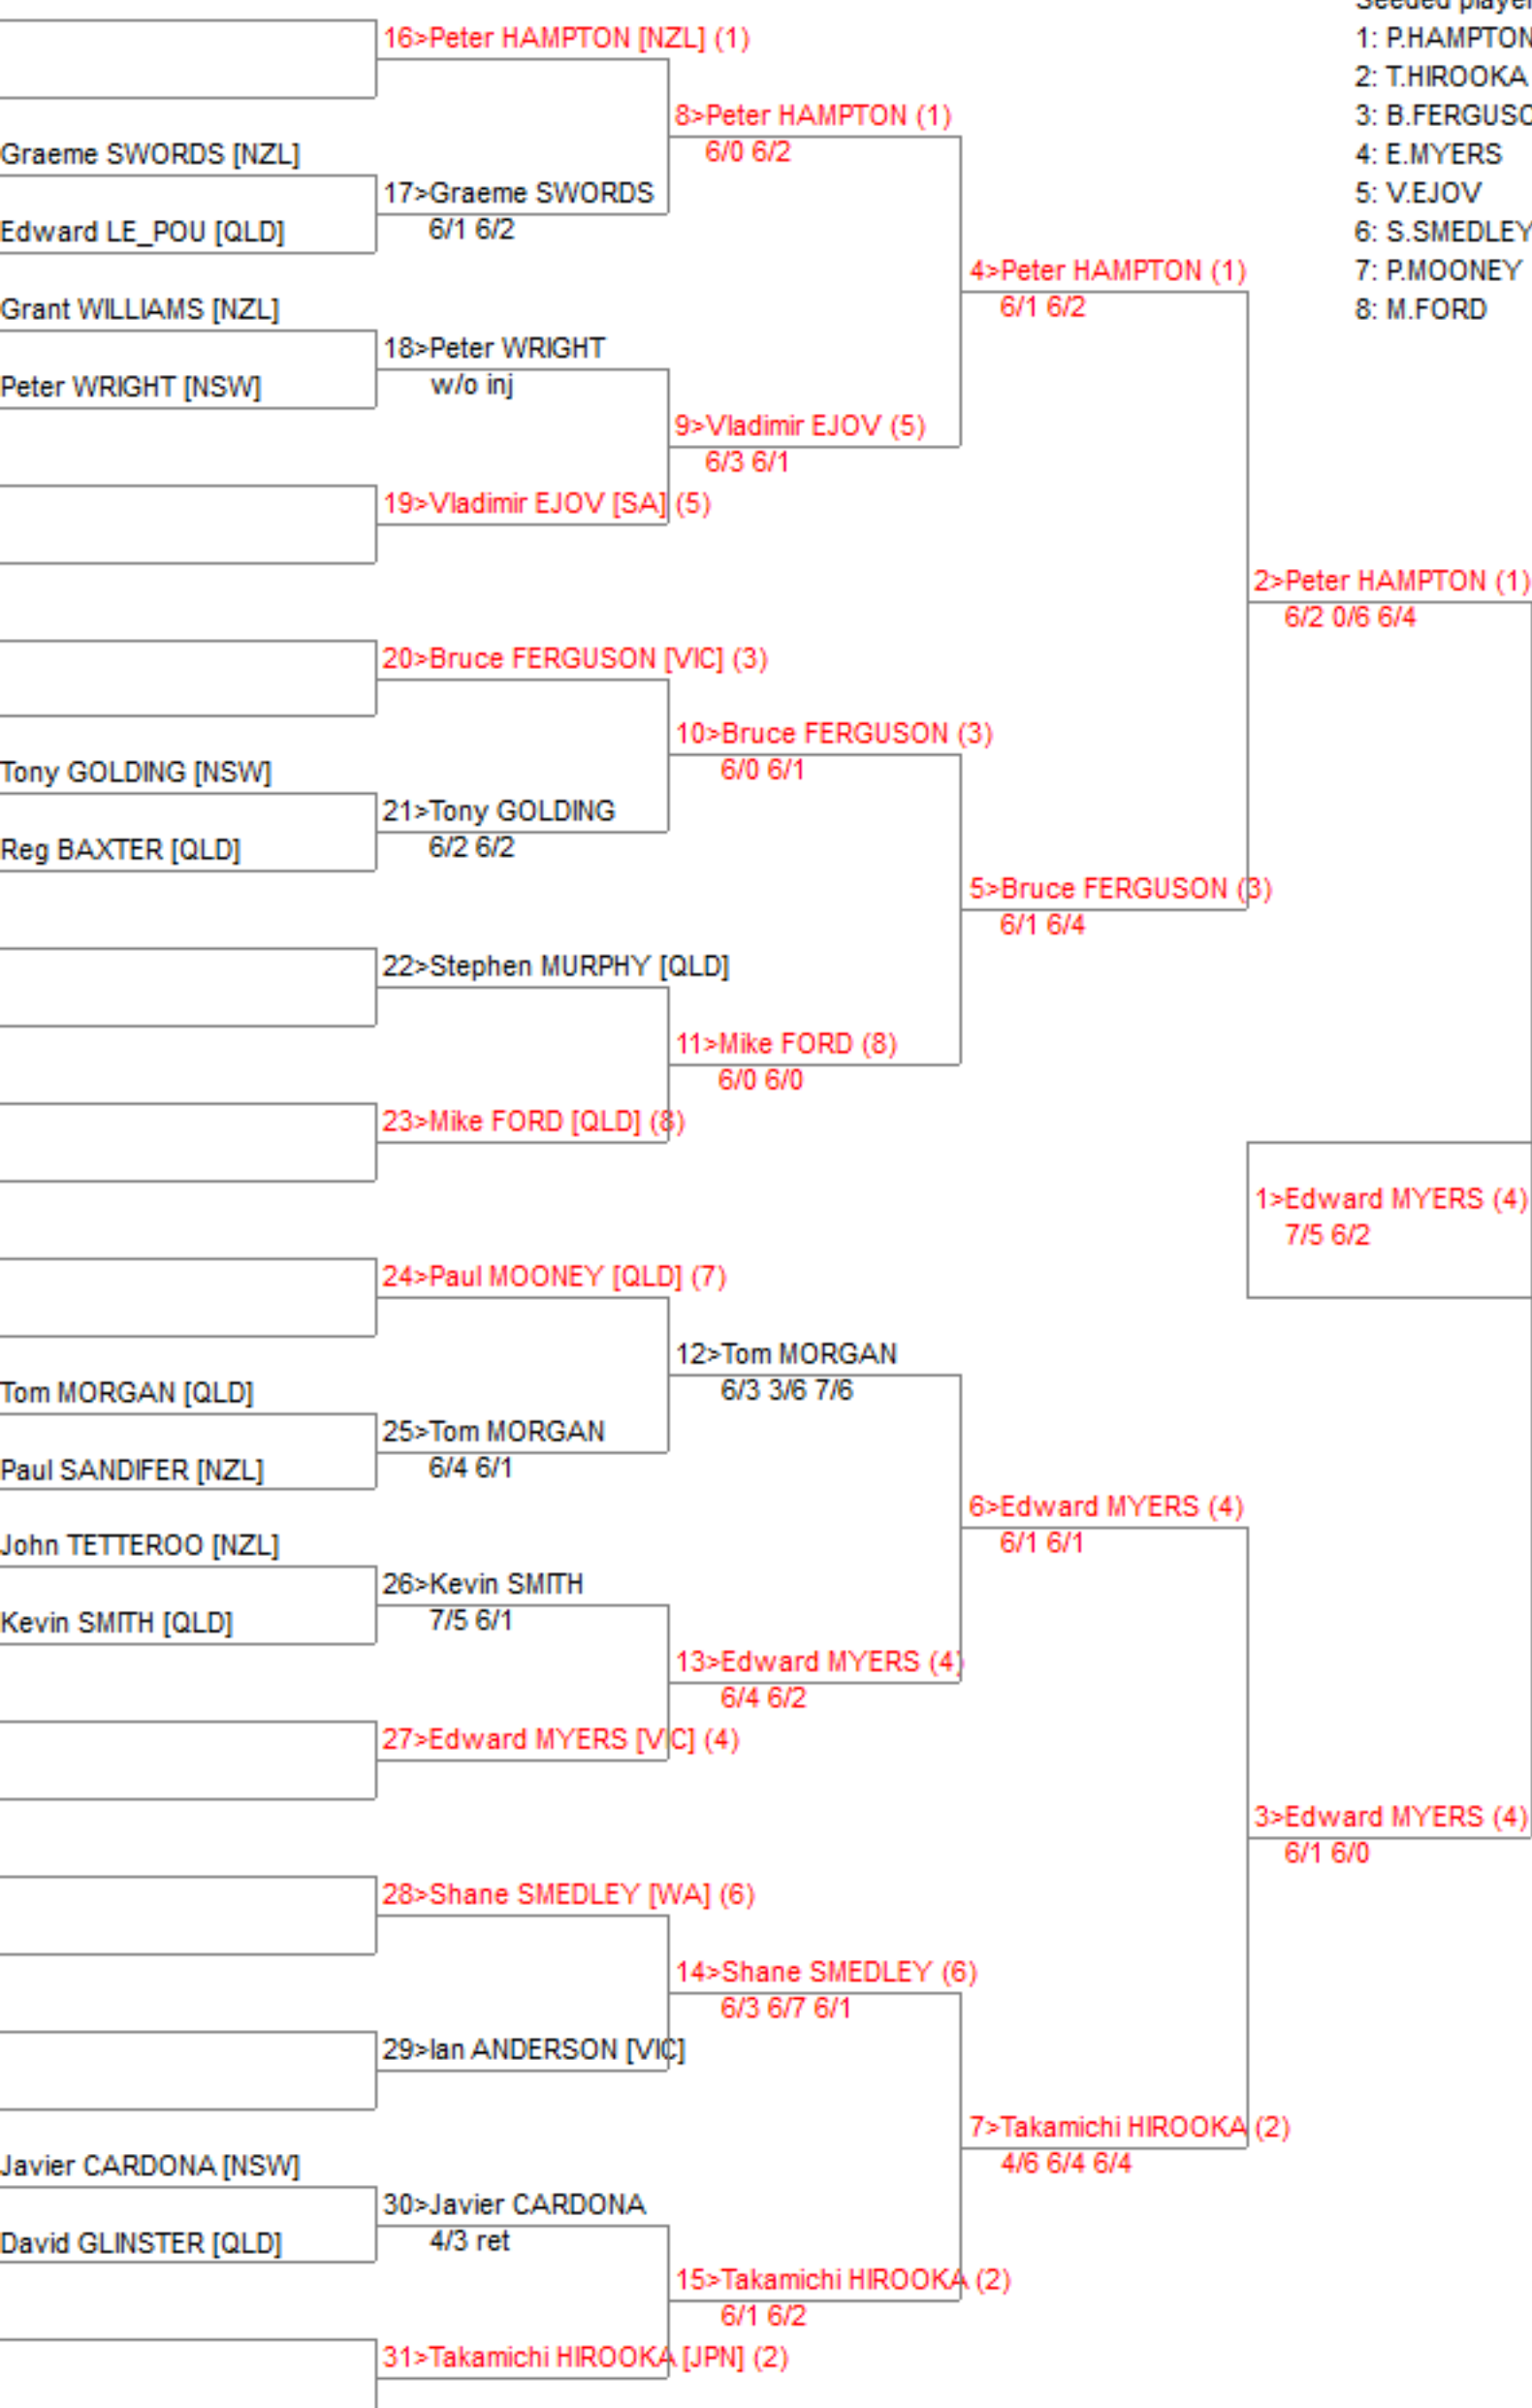 Seeded player
1: P.HAMPTON
2: T.HIROOKA
3: B.FERGUSO
4: E.MYERS
5: V.EJOV
6: S.SMEDLEY
7: P.MOONEY
8: M.FORD
Graeme SWORDS [NZL]
Edward LE_POU [QLD]
Grant WILLIAMS [NZL]
Peter WRIGHT [NSW]
Tony GOLDING [NSW]
Reg BAXTER [QLD]
Tom MORGAN [QLD]
Paul SANDIFER [NZL]
John TETTEROO [NZL]
Kevin SMITH [QLD]
Javier CARDONA [NSW]
David GLINSTER [QLD]
16>Peter HAMPTON [NZL] (1)
17>Graeme SWORDS
6/1 6/2
18>Peter WRIGHT
w/o inj
19>Vladimir EJOV [SA] (5)
20>Bruce FERGUSON [VIC] (3)
21>Tony GOLDING
6/2 6/2
22>Stephen MURPHY [QLD]
23>Mike FORD [QLD] (8)
24>Paul MOONEY [QLD] (7)
25>Tom MORGAN
6/4 6/1
26>Kevin SMITH
7/5 6/1
27>Edward MYERS [VIC] (4)
28>Shane SMEDLEY [WA] (6)
29>Ian ANDERSON [VIC]
30>Javier CARDONA
4/3 ret
31>Takamichi HIROOKA [JPN] (2)
8>Peter HAMPTON (1)
6/0 6/2
9>Vladimir EJOV (5)
6/3 6/1
10>Bruce FERGUSON (3)
6/0 6/1
11>Mike FORD (8)
6/0 6/0
12>Tom MORGAN
6/3 3/6 7/6
13>Edward MYERS (4)
6/4 6/2
14>Shane SMEDLEY (6)
6/3 6/7 6/1
15>Takamichi HIROOKA (2)
6/1 6/2
4>Peter HAMPTON (1)
6/1 6/2
5>Bruce FERGUSON (3)
6/1 6/4
6>Edward MYERS (4)
6/1 6/1
7>Takamichi HIROOKA (2)
4/6 6/4 6/4
2>Peter HAMPTON (1)
6/2 0/6 6/4
1>Edward MYERS (4)
7/5 6/2
3>Edward MYERS (4)
6/1 6/0